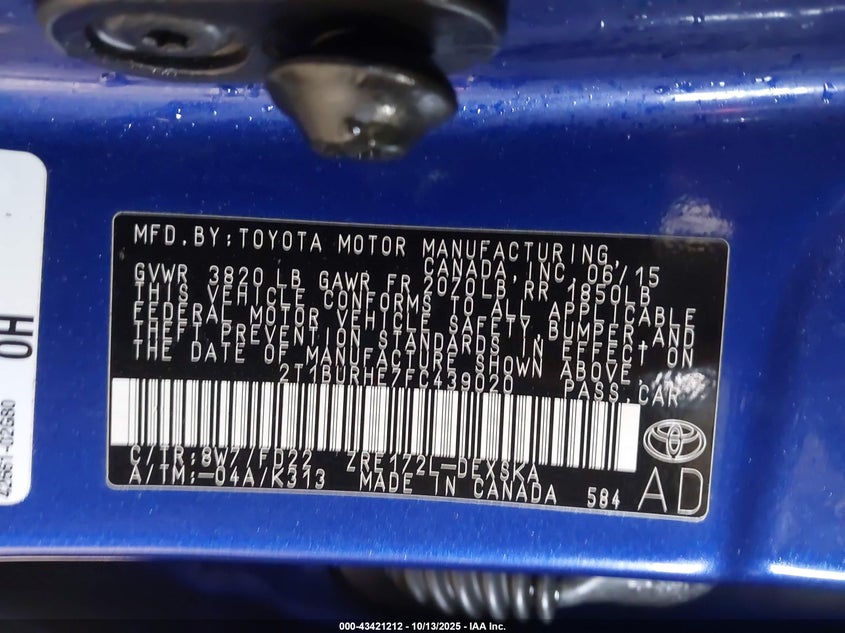 MFD.BY:TOYOTA MOTOR MANUFACTURING,
CANADA,INC. 06/15
GVWR 3820 LB GAWR FR 2070LB,RR 1850LB
THIS VEHICLE CONFORMS TO ALL APPLICABLE
FEDERAL MOTOR VEHICLE SAFETY,BUMPER,AND
THEFT PREVENTION STANDARDS IN EFFECT ON
THE DATE OF MANUFACTURE SHOWN ABOVE.
2T1BURHE7FC439020 PASS.CAR
C/TR:8W7/FD22 ZRE172L-DEXSKA
A/TM:-04A/K313 MADE IN CANADA 584
AD
OH
42661-02G80
000-43421212 | 10/13/2025 - IAA Inc.